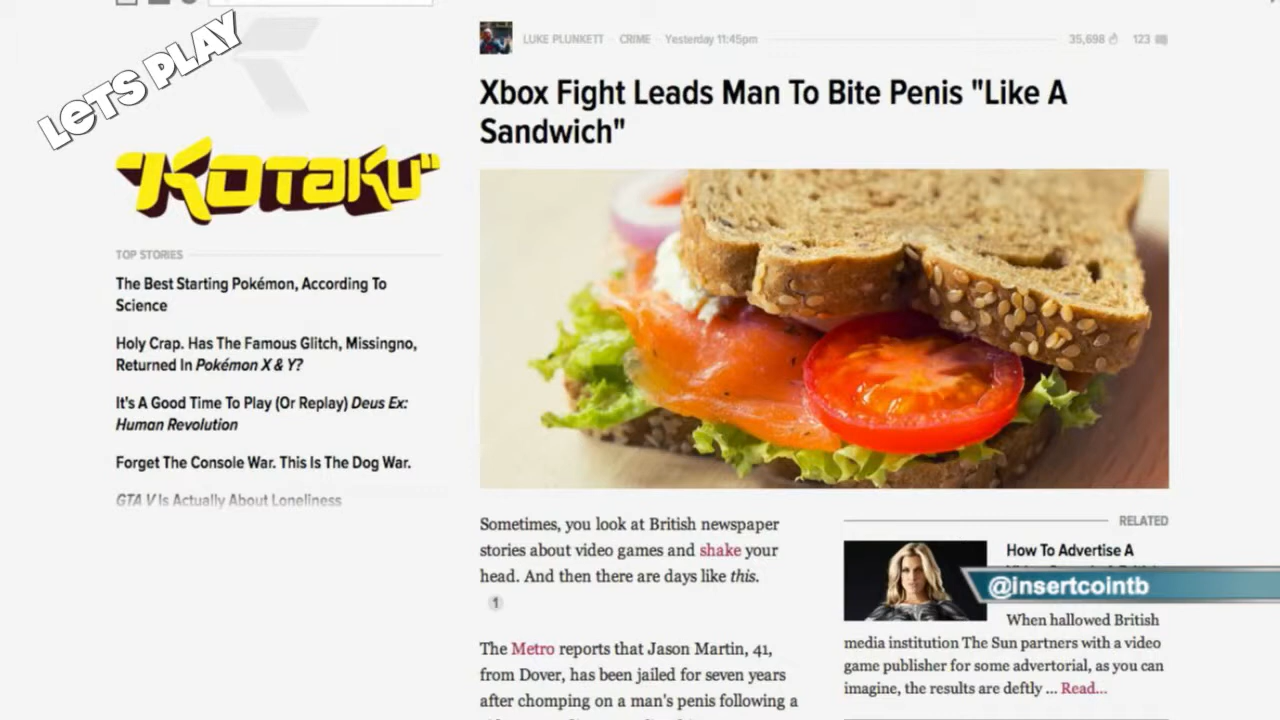 LETS PLAY
"KOTAKU"
TOP STORIES
The Best Starting Pokémon, According To
Science
Holy Crap. Has The Famous Glitch, Missingno,
Returned In Pokémon X & Y?
It's A Good Time To Play (Or Replay) Deus Ex:
Human Revolution
Forget The Console War. This Is The Dog War.
GTA V Is Actually About Loneliness
LUKE PLUNKETT CRIME Yesterday 11:45pm 35,698 123
Xbox Fight Leads Man To Bite Penis "Like A
Sandwich"
Sometimes, you look at British newspaper
stories about video games and shake your
head. And then there are days like this.
1
The Metro reports that Jason Martin, 41,
from Dover, has been jailed for seven years
after chomping on a man's penis following a
RELATED
How To Advertise A
@insertcointb
When hallowed British
media institution The Sun partners with a video
game publisher for some advertorial, as you can
imagine, the results are deftly ... Read...